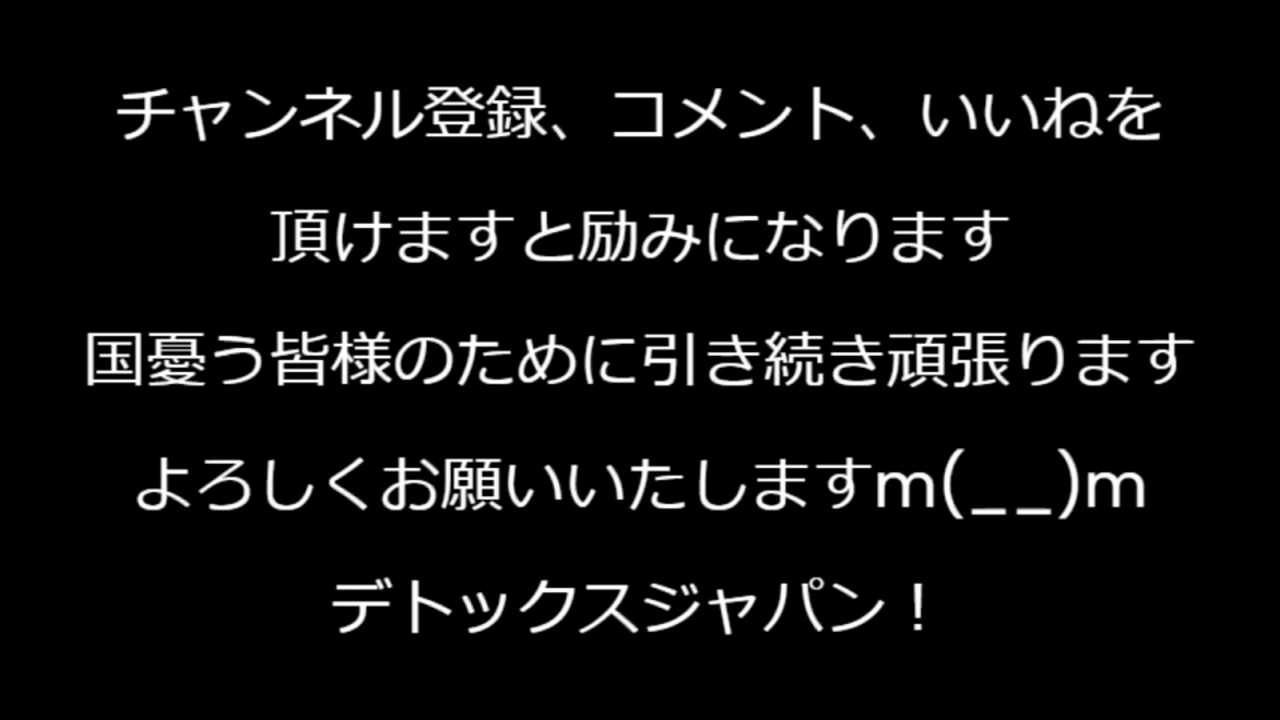 チャンネル登録、コメント、いいねを
頂けますと励みになります
国憂う皆様のために引き続き頑張ります
よろしくお願いいたしますm(__)m
デトックスジャパン！